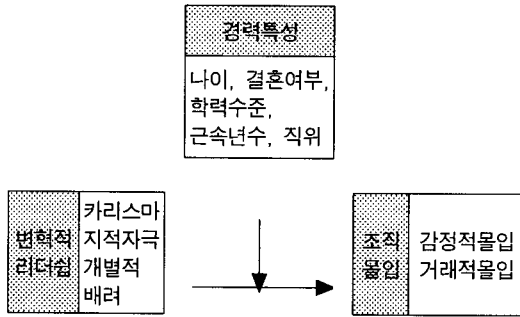 경력특성
나이, 결혼여부,
학력수준,
근속년수, 직위
변혁적
리더쉽
카리스마
지적자극
개별적
배려
조직
몰입
감정적몰입
거래적몰입